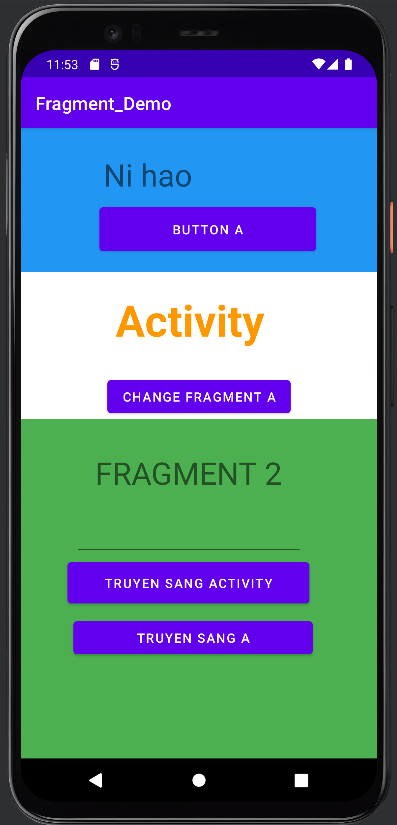 11:53
Fragment_Demo
Ni hao
BUTTON A
Activity
CHANGE FRAGMENT A
FRAGMENT 2
TRUYEN SANG ACTIVITY
TRUYEN SANG A